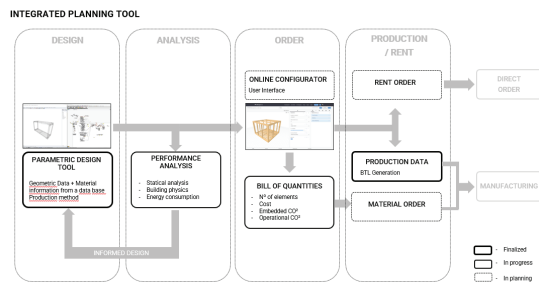 INTEGRATED PLANNING TOOL
DESIGN
ANALYSIS
ORDER
PRODUCTION
/ RENT
ONLINE CONFIGURATOR
User Interface
RENT ORDER
DIRECT
ORDER
PARAMETRIC DESIGN
TOOL
Geometric Data + Material
information from a data base
Production method
PERFORMANCE
ANALYSIS
- Statical analysis
- Building physics
- Energy consumption
BILL OF QUANTITIES
- Nº of elements
- Cost
- Embedded CO²
- Operational CO²
PRODUCTION DATA
BTL Generation
MATERIAL ORDER
MANUFACTURING
INFORMED DESIGN
- Finalized
- In progress
- In planning